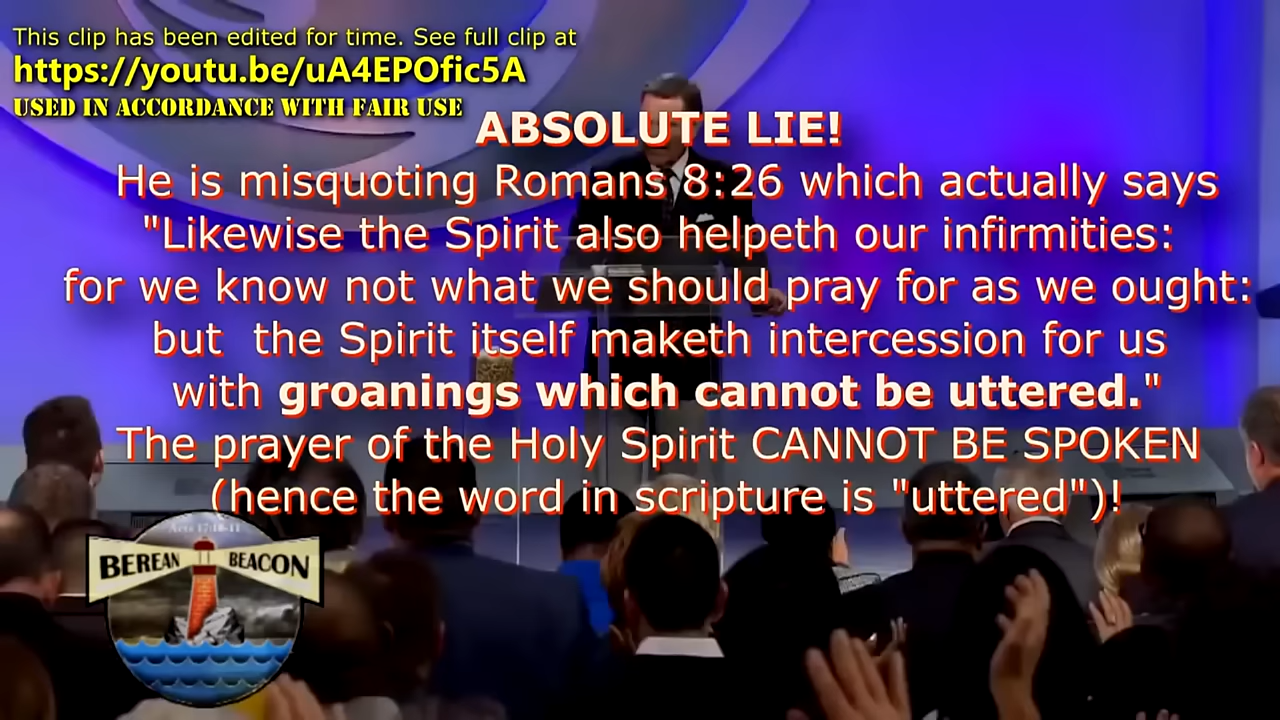 This clip has been edited for time. See full clip at
https://youtu.be/uA4EPOfic5A
USED IN ACCORDANCE WITH FAIR USE
ABSOLUTE LIE!
He is misquoting Romans 8:26 which actually says
"Likewise the Spirit also helpeth our infirmities:
for we know not what we should pray for as we ought:
but  the Spirit itself maketh intercession for us
with groanings which cannot be uttered."
The prayer of the Holy Spirit CANNOT BE SPOKEN
(hence the word in scripture is "uttered")!
Acts 17:10-11
BEREAN BEACON